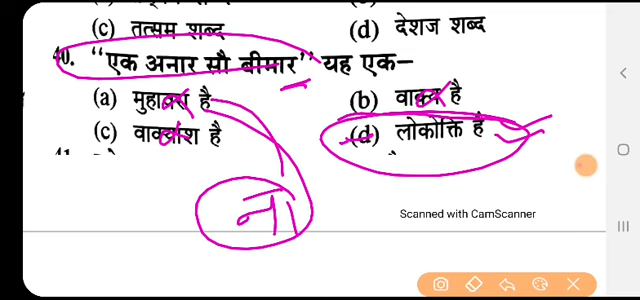 (c) तत्सम शब्द
(d) देशज शब्द
40. “एक अनार सौ बीमार” यह एक–
(a) मुहावरा है
(b) वाक्य है
(c) वाक्यांश है
(d) लोकोक्ति है
ना
Scanned with CamScanner